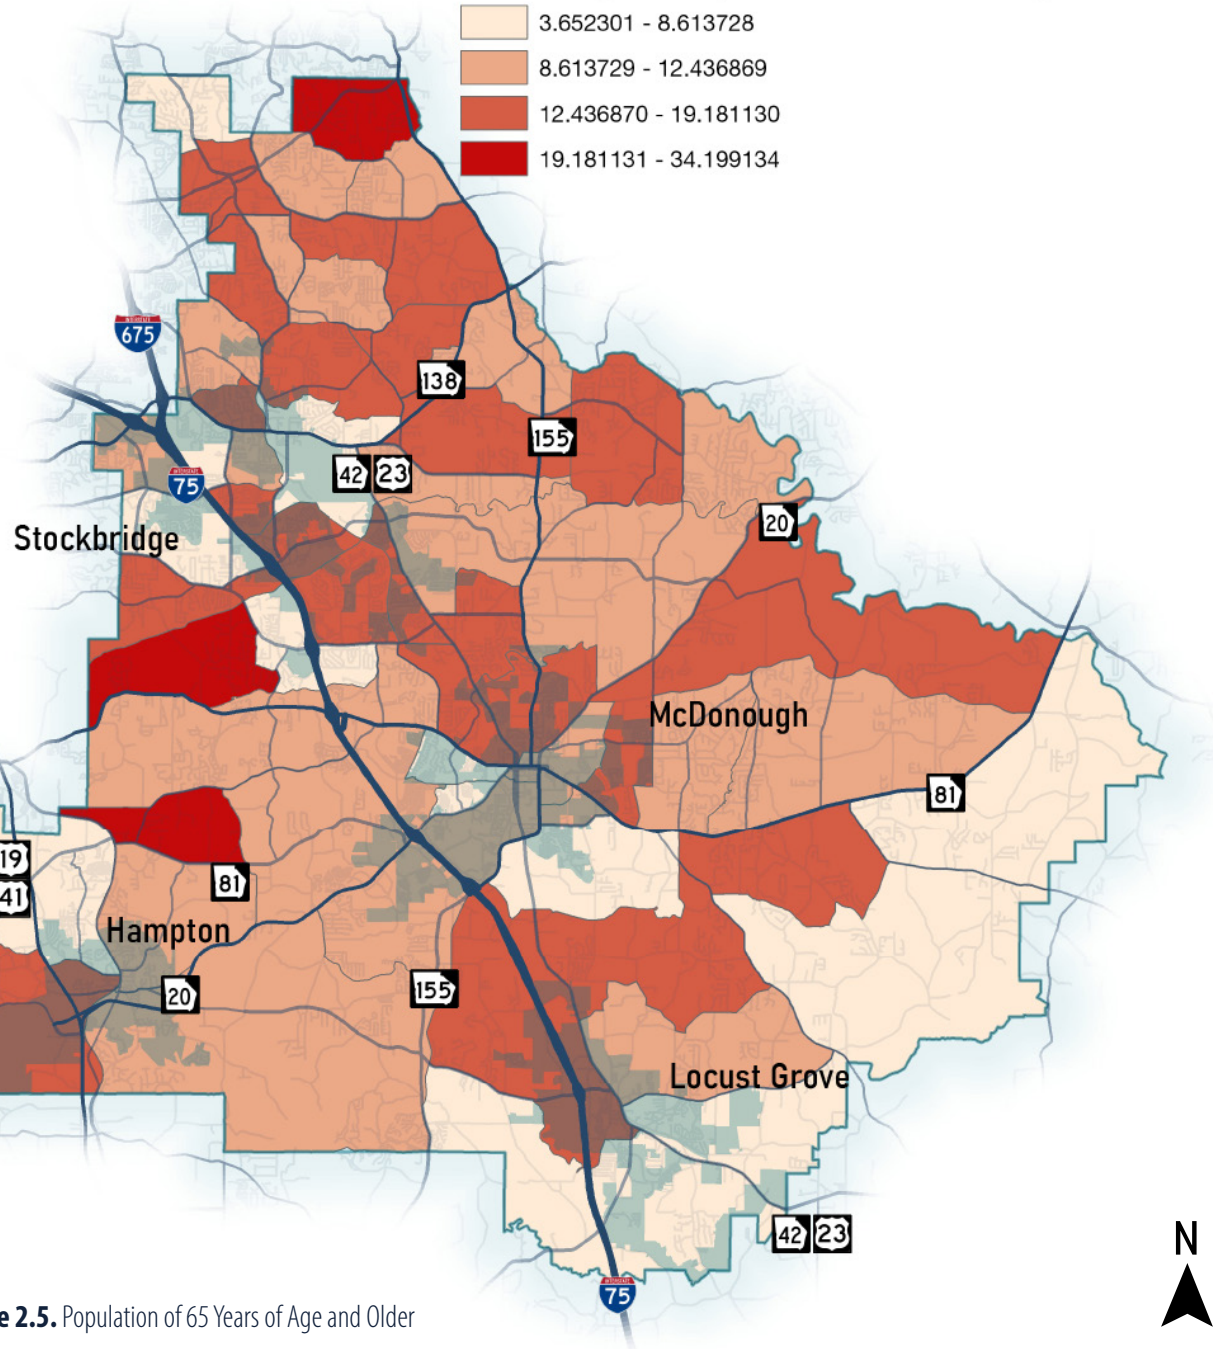 3.652301 - 8.613728
8.613729 - 12.436869
12.436870 - 19.181130
19.181131 - 34.199134
675
138
155
42 23
75
20
Stockbridge
McDonough
81
19
81
41
Hampton
20
155
Locust Grove
42 23
N
75
e 2.5. Population of 65 Years of Age and Older